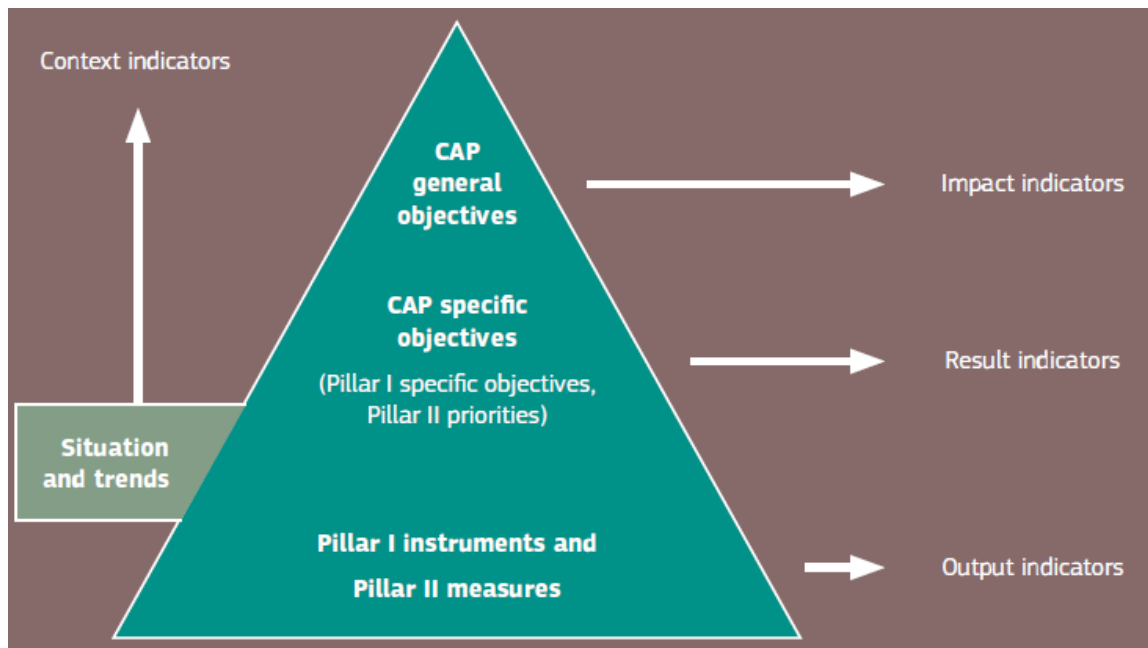 Context indicators
CAP
general
objectives
Impact indicators
CAP specific
objectives
(Pillar I specific objectives,
Pillar II priorities)
Result indicators
Situation
and trends
Pillar I instruments and
Pillar II measures
Output indicators